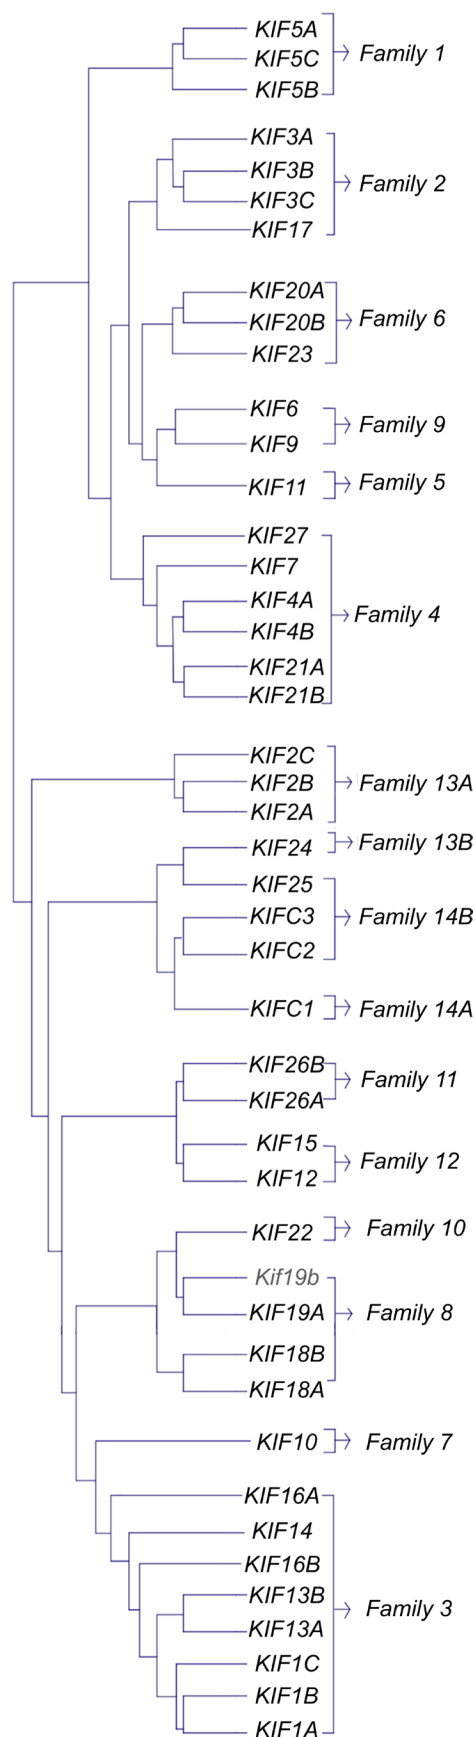 KIF5A
KIF5C
KIF5B
Family 1
KIF3A
KIF3B
KIF3C
KIF17
Family 2
KIF20A
KIF20B
KIF23
Family 6
KIF6
KIF9
Family 9
KIF11
Family 5
KIF27
KIF7
KIF4A
KIF4B
KIF21A
KIF21B
Family 4
KIF2C
KIF2B
KIF2A
Family 13A
KIF24
Family 13B
KIF25
KIFC3
KIFC2
Family 14B
KIFC1
Family 14A
KIF26B
KIF26A
Family 11
KIF15
KIF12
Family 12
KIF22
Family 10
Kif19b
KIF19A
KIF18B
KIF18A
Family 8
KIF10
Family 7
KIF16A
KIF14
KIF16B
KIF13B
KIF13A
KIF1C
KIF1B
KIF1A
Family 3